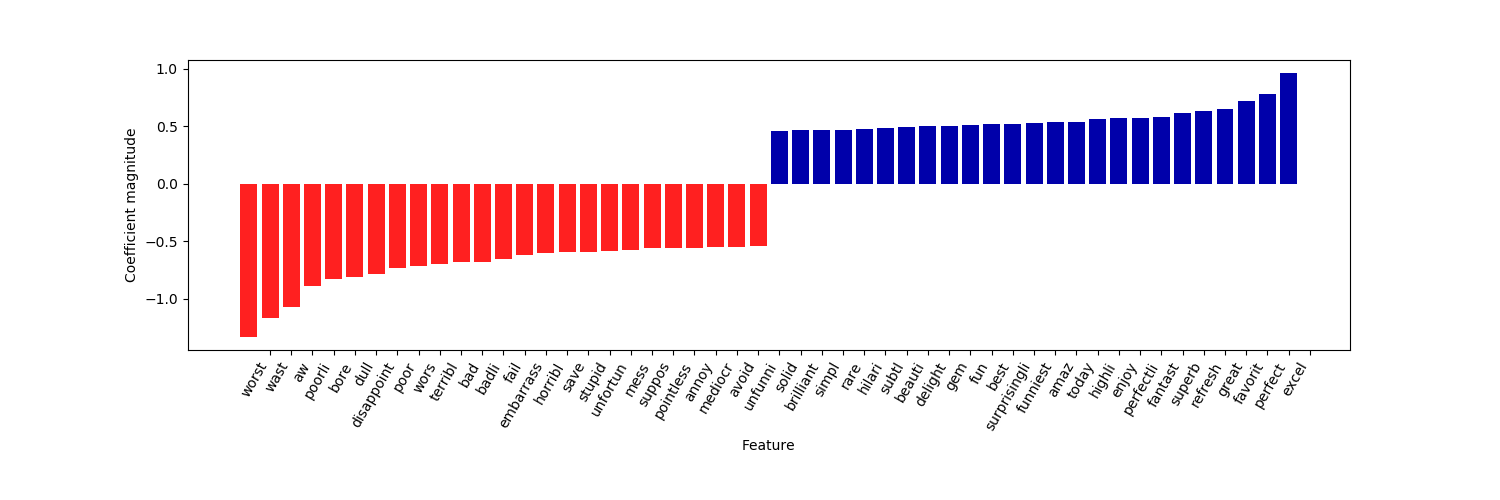 1.0
0.5
0.0
−0.5
−1.0
Coefficient magnitude
worst
wast
aw
poorli
bore
dull
disappoint
poor
wors
terribl
bad
badli
fail
embarrass
horribl
save
stupid
unfortun
mess
suppos
pointless
annoy
mediocr
avoid
unfunni
solid
brilliant
simpl
rare
hilari
subtl
beauti
delight
gem
fun
best
surprisingli
funniest
amaz
today
highli
enjoy
perfectli
fantast
superb
refresh
great
favorit
perfect
excel
Feature